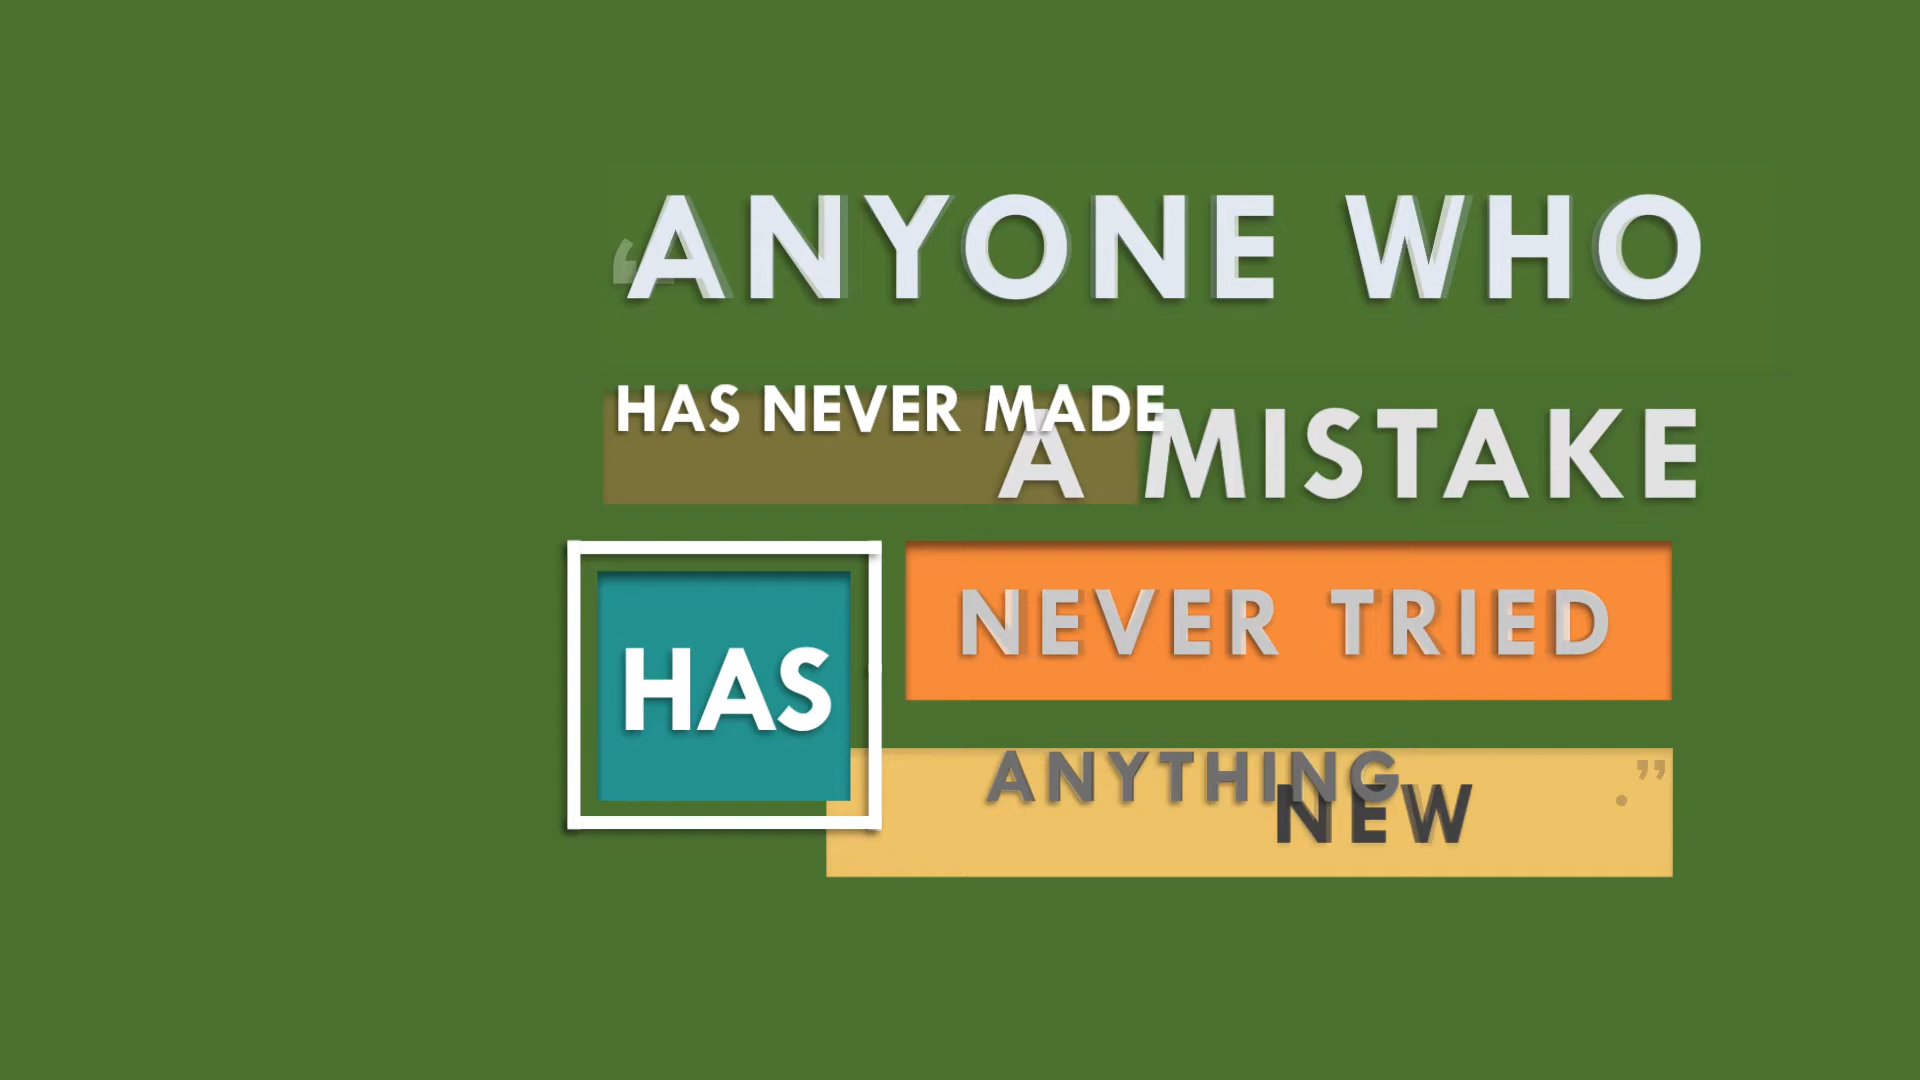 “ANYONE WHO
HAS NEVER MADE
A MISTAKE
HAS
NEVER TRIED
ANYTHING
NEW.”